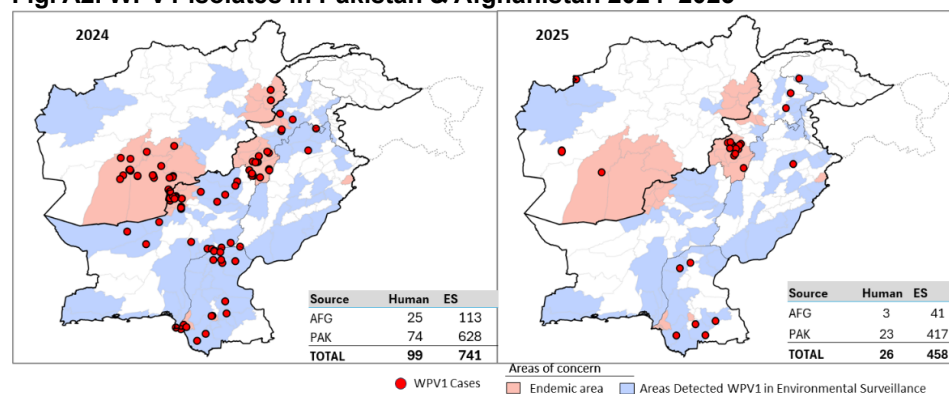 2024
Source Human ES
AFG 25 113
PAK 74 628
TOTAL 99 741
2025
Source Human ES
AFG 3 41
PAK 23 417
TOTAL 26 458
Areas of concern
WPV1 Cases
Endemic area
Areas Detected WPV1 in Environmental Surveillance